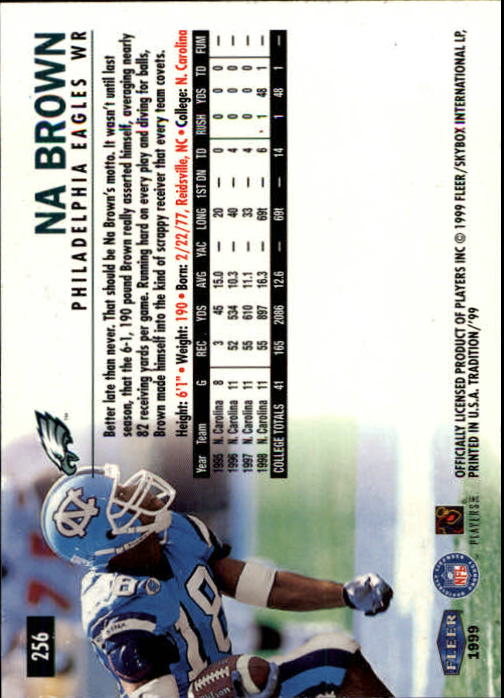 256
NA BROWN
PHILADELPHIA EAGLES WR
Better late than never. That should be Na Brown's motto. It wasn't until last
season, that the 6-1, 190 pound Brown really asserted himself, averaging nearly
82 receiving yards per game. Running hard on every play and diving for balls,
Brown made himself into the kind of scrappy receiver that every team covets.
Height: 6'1" • Weight: 190 • Born: 2/22/77, Reidsville, NC • College: N. Carolina
Year Team G REC YDS AVG YAC LONG 1ST DN TD RUSH YDS TD FUM
1995 N. Carolina 8 3 45 15.0 — 20 — 0 0 0 0 —
1996 N. Carolina 11 52 534 10.3 — 40 — 4 0 0 0 —
1997 N. Carolina 11 55 610 11.1 — 33 — 4 0 0 0 —
1998 N. Carolina 11 55 897 16.3 — 69t — 6 1 48 1 —
COLLEGE TOTALS 41 165 2086 12.6 — 69t — 14 1 48 1 —
NC
18
Wilson
FLEER
1999
NFL
PLAYERS INC
OFFICIALLY LICENSED PRODUCT OF PLAYERS INC © 1999 FLEER/SKYBOX INTERNATIONAL LP,
PRINTED IN U.S.A. TRADITION/'99